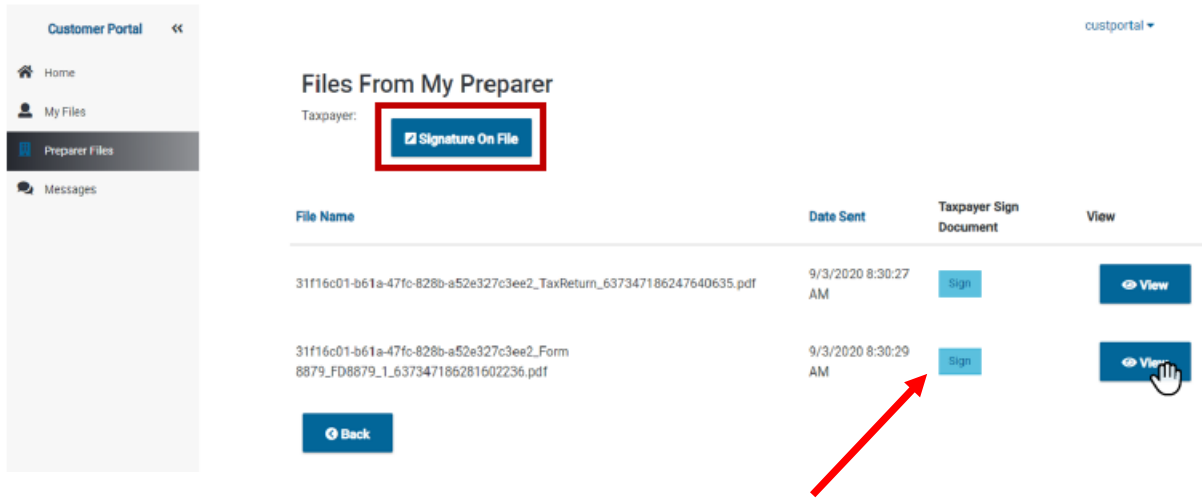 Customer Portal
custportal
Home
Files From My Preparer
My Files
Taxpayer:
Signature On File
Preparer Files
Messages
File Name
Date Sent
Taxpayer Sign
Document
View
31f16c01-b61a-47fc-828b-a52e327c3ee2_TaxReturn_637347186247640635.pdf
9/3/2020 8:30:27
AM
Sign
View
31f16c01-b61a-47fc-828b-a52e327c3ee2_Form
8879_FD8879_1_637347186281602236.pdf
9/3/2020 8:30:29
AM
Sign
View
Back